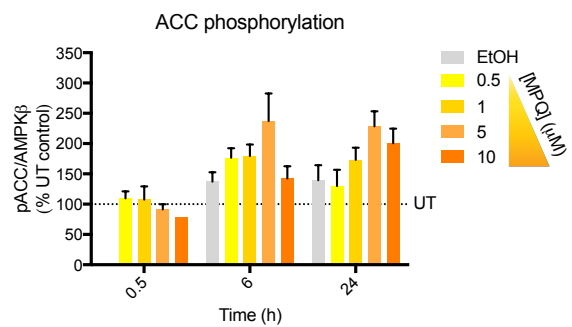 ACC phosphorylation
pACC/AMPKβ
(% UT control)
350
300
250
200
150
100
50
0
UT
0.5
6
24
Time (h)
EtOH
0.5
1
5
10
[MPQ] (μM)